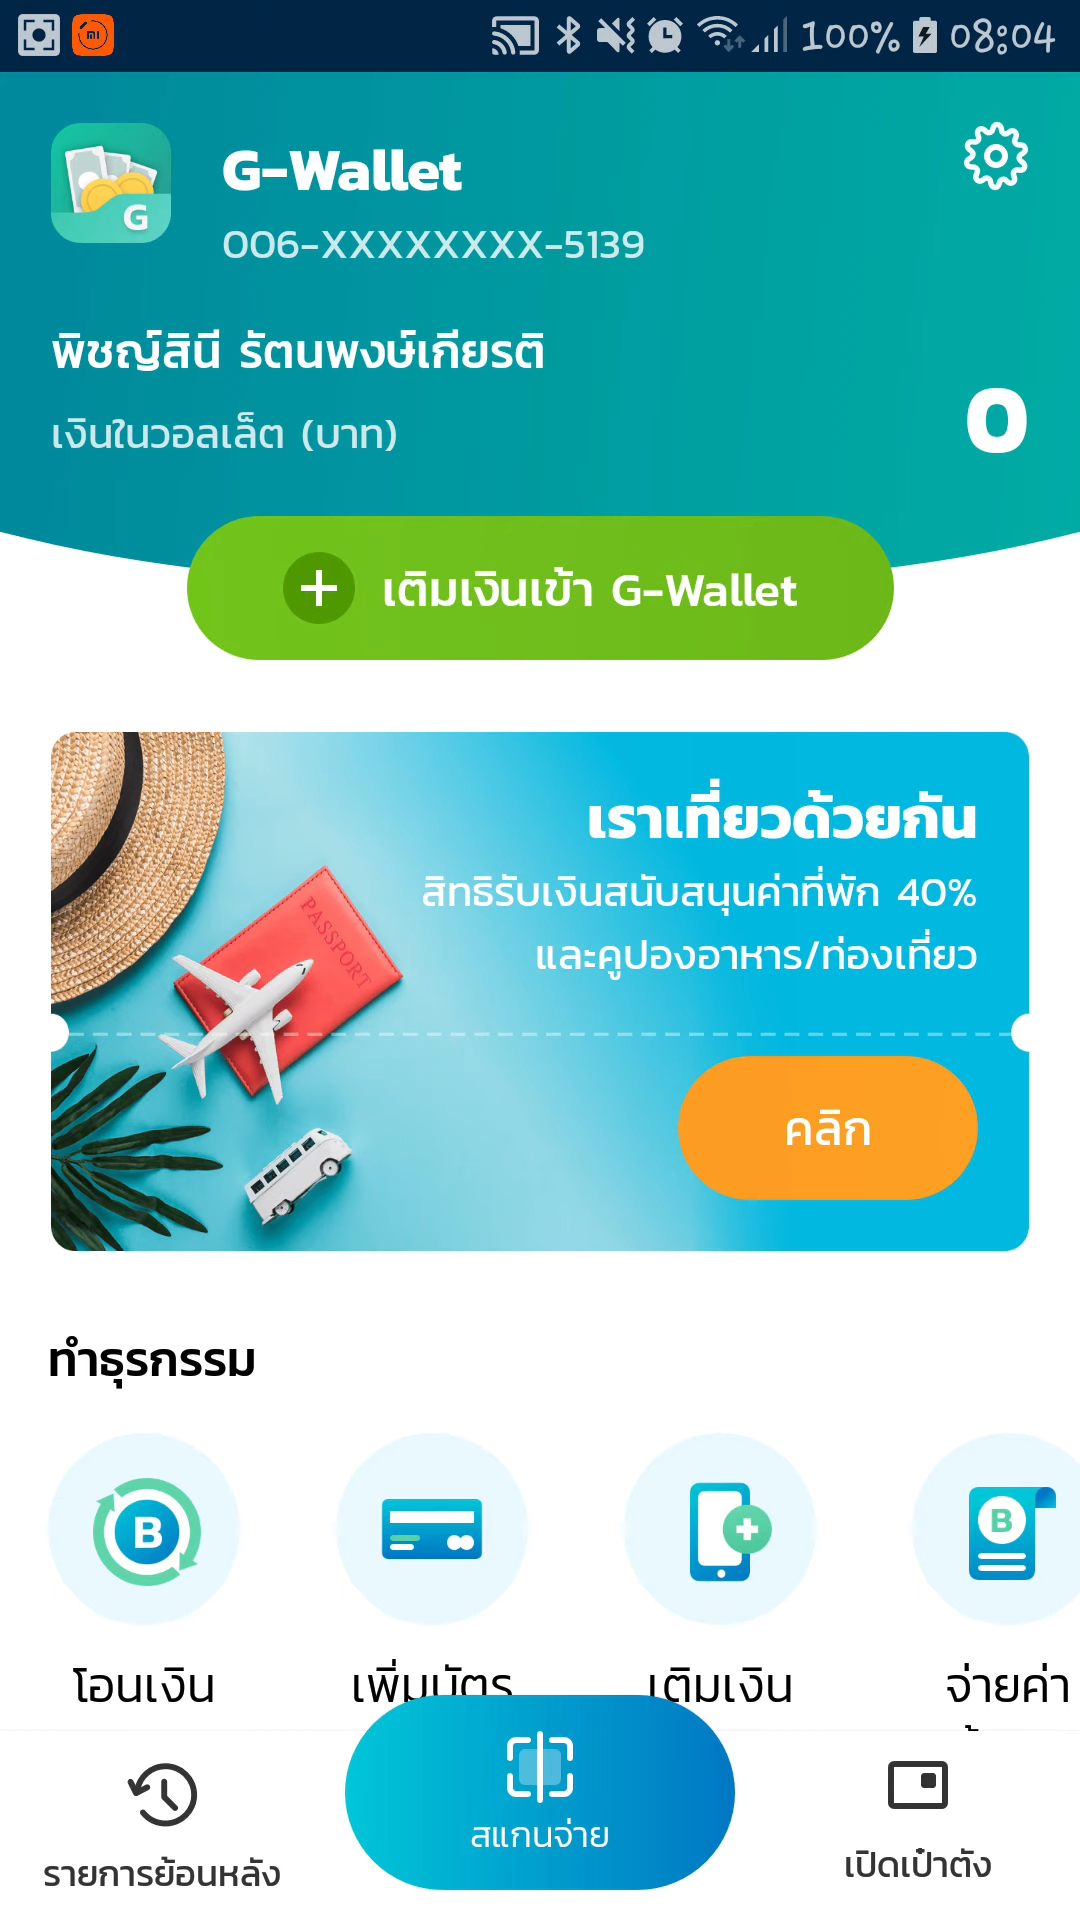 100% 08:04
G-Wallet
006-XXXXXXXX-5139
พิชญ์สินี รัตนพงษ์เกียรติ
เงินในวอลเล็ต (บาท)
0
เติมเงินเข้า G-Wallet
เราเที่ยวด้วยกัน
สิทธิรับเงินสนับสนุนค่าที่พัก 40%
และคูปองอาหาร/ท่องเที่ยว
PASSPORT
คลิก
ทำธุรกรรม
โอนเงิน
เพิ่มบัตร
เติมเงิน
จ่ายค่า
รายการย้อนหลัง
สแกนจ่าย
เปิดเป๋าตัง